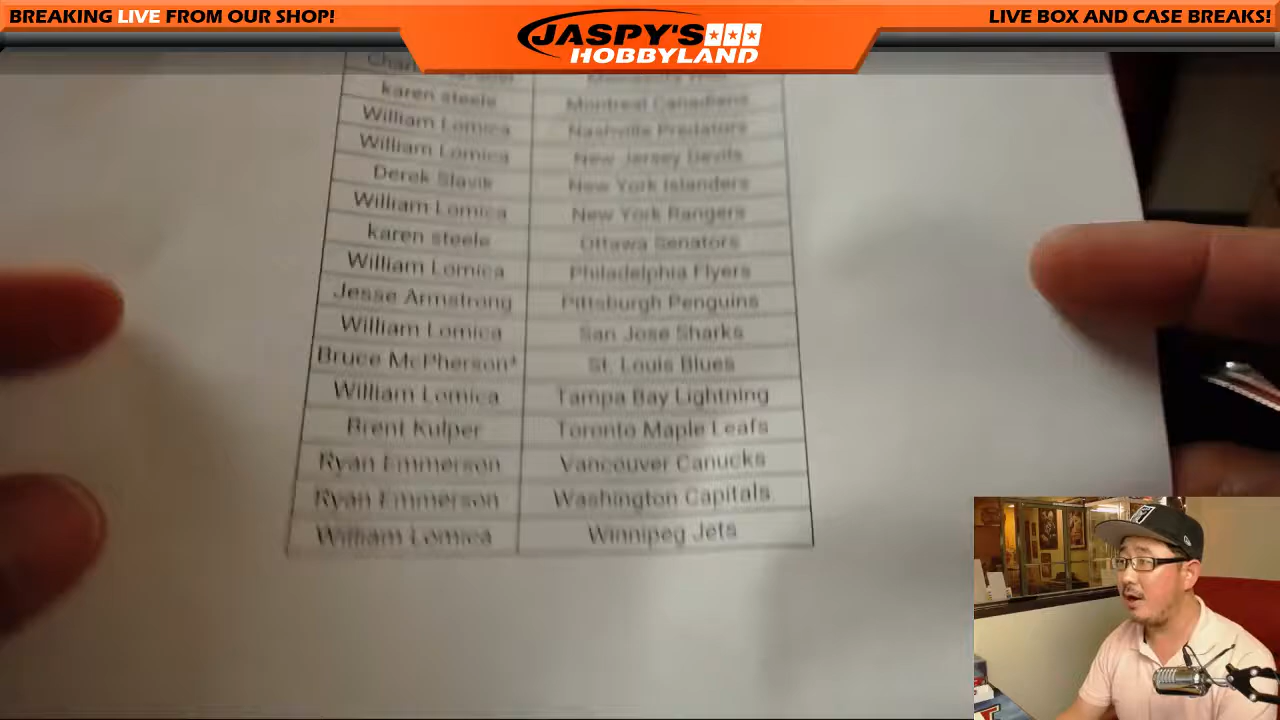 BREAKING LIVE FROM OUR SHOP!
JASPY'S
HOBBYLAND
LIVE BOX AND CASE BREAKS!
karen steele Montreal Canadiens
William Lomica Nashville Predators
William Lomica New Jersey Devils
Derek Slavik New York Islanders
William Lomica New York Rangers
karen steele Ottawa Senators
William Lomica Philadelphia Flyers
Jesse Armstrong Pittsburgh Penguins
William Lomica San Jose Sharks
Bruce McPherson* St. Louis Blues
William Lomica Tampa Bay Lightning
Brent Kulper Toronto Maple Leafs
Ryan Emmerson Vancouver Canucks
Ryan Emmerson Washington Capitals
William Lomica Winnipeg Jets